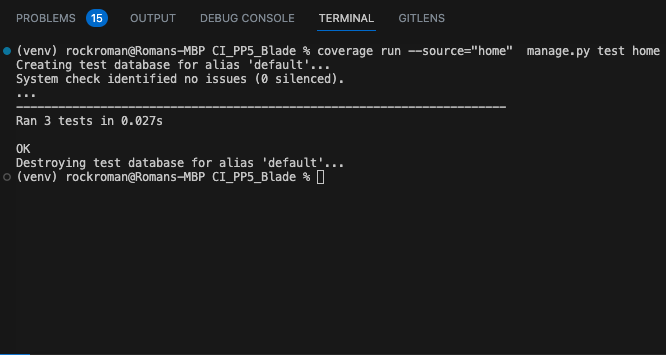 PROBLEMS 15 OUTPUT DEBUG CONSOLE TERMINAL GITLENS
(venv) rockroman@Romans-MBP CI_PP5_Blade % coverage run --source="home"  manage.py test home
Creating test database for alias 'default'...
System check identified no issues (0 silenced).
...
----------------------------------------------------------------------
Ran 3 tests in 0.027s
OK
Destroying test database for alias 'default'...
(venv) rockroman@Romans-MBP CI_PP5_Blade %